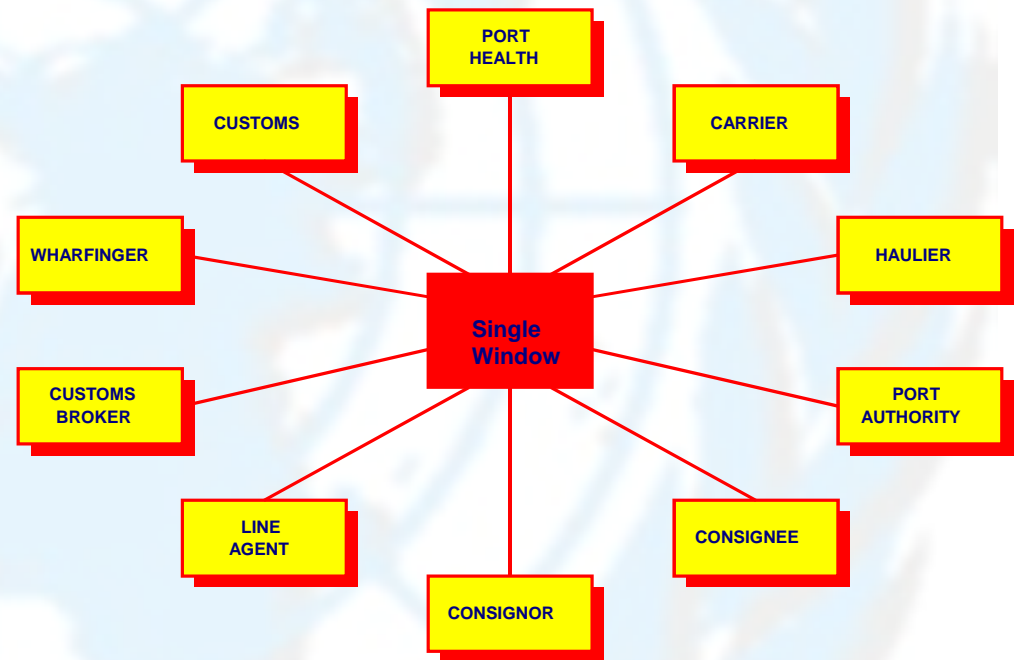 PORT
HEALTH
CUSTOMS
CARRIER
WHARFINGER
HAULIER
Single
Window
CUSTOMS
BROKER
PORT
AUTHORITY
LINE
AGENT
CONSIGNEE
CONSIGNOR